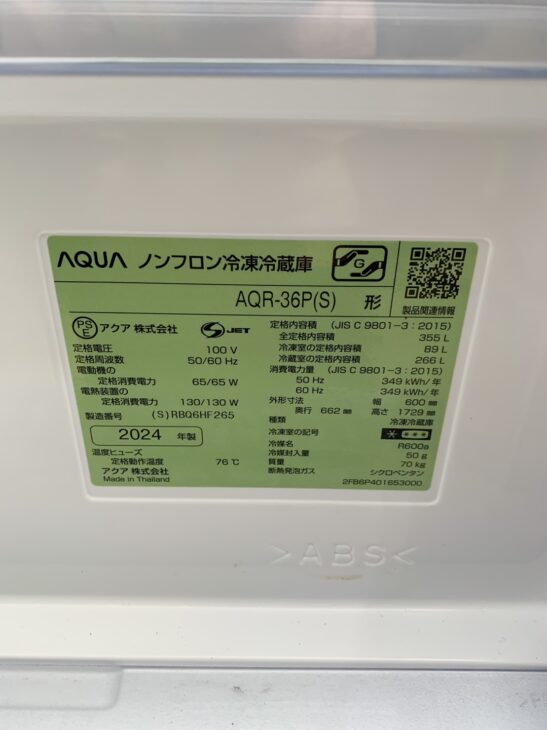 AQUA ノンフロン冷凍冷蔵庫
G
AQR-36P(S) 形
製品関連情報
PS
E
アクア 株式会社
S JET
定格電圧 100 V
定格周波数 50/60 Hz
電動機の
定格消費電力 65/65 W
電熱装置の
定格消費電力 130/130 W
製造番号 (S)RBQ6HF265
2024 年製
温度ヒューズ
定格動作温度 76℃
アクア 株式会社
Made in Thailand
定格内容積 (JIS C 9801-3:2015)
全定格内容積 355 L
冷凍室の定格内容積 89 L
冷蔵室の定格内容積 266 L
消費電力量 (JIS C 9801-3:2015)
50 Hz 349 kWh/年
60 Hz 349 kWh/年
外形寸法 幅 600 mm
奥行 662 mm 高さ 1729 mm
種類 冷凍冷蔵庫
冷凍室の記号
冷媒名 R600a
冷媒封入量 50 g
質量 70 kg
断熱発泡ガス シクロペンタン
2FB6P401653000
>ABS<